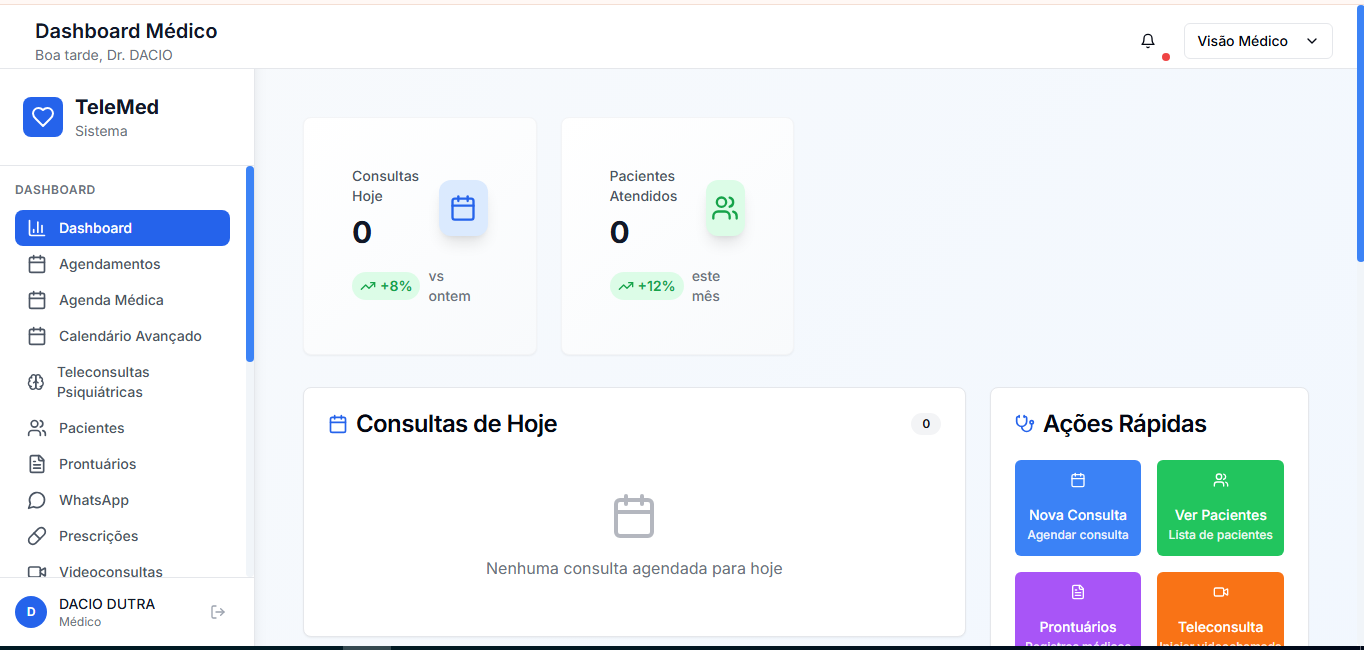 Dashboard Médico
Boa tarde, Dr. DACIO
Visão Médico
TeleMed
Sistema
DASHBOARD
Dashboard
Agendamentos
Agenda Médica
Calendário Avançado
Teleconsultas
Psiquiátricas
Pacientes
Prontuários
WhatsApp
Prescrições
Videoconsultas
D
DACIO DUTRA
Médico
Consultas
Hoje
0
+8%
vs
ontem
Pacientes
Atendidos
0
+12%
este
mês
Consultas de Hoje
0
Nenhuma consulta agendada para hoje
Ações Rápidas
Nova Consulta
Agendar consulta
Ver Pacientes
Lista de pacientes
Prontuários
Registros médicos
Teleconsulta